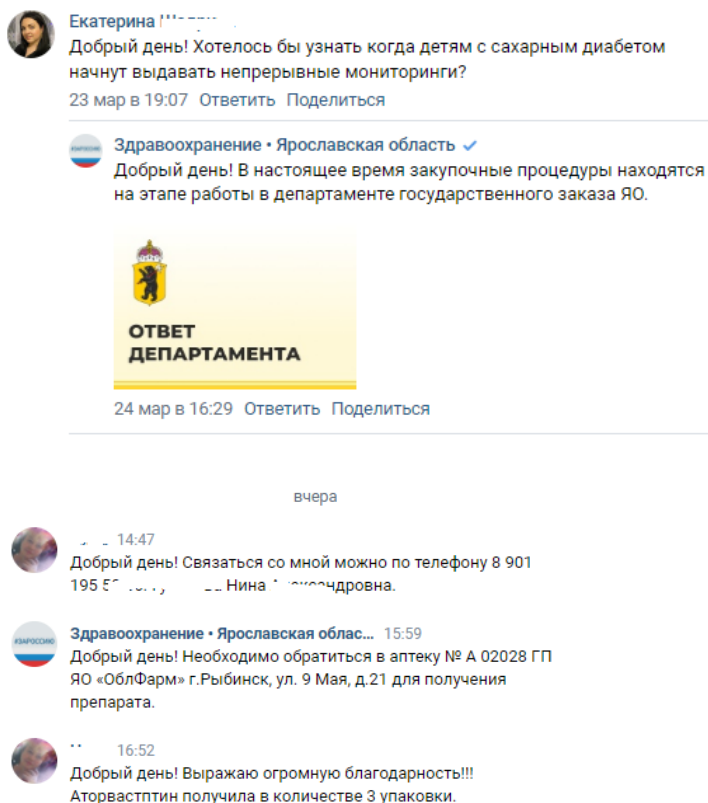 Екатерина
Добрый день! Хотелось бы узнать когда детям с сахарным диабетом
начнут выдавать непрерывные мониторинги?
23 мар в 19:07 Ответить Поделиться
#ЗАРОССИЮ
Здравоохранение • Ярославская область
Добрый день! В настоящее время закупочные процедуры находятся
на этапе работы в департаменте государственного заказа ЯО.
ОТВЕТ
ДЕПАРТАМЕНТА
24 мар в 16:29 Ответить Поделиться
вчера
14:47
Добрый день! Связаться со мной можно по телефону 8 901
195 Нина
#ЗАРОССИЮ
Здравоохранение • Ярославская облас... 15:59
Добрый день! Необходимо обратиться в аптеку № А 02028 ГП
ЯО «ОблФарм» г.Рыбинск, ул. 9 Мая, д.21 для получения
препарата.
16:52
Добрый день! Выражаю огромную благодарность!!!
Аторвастптин получила в количестве 3 упаковки.